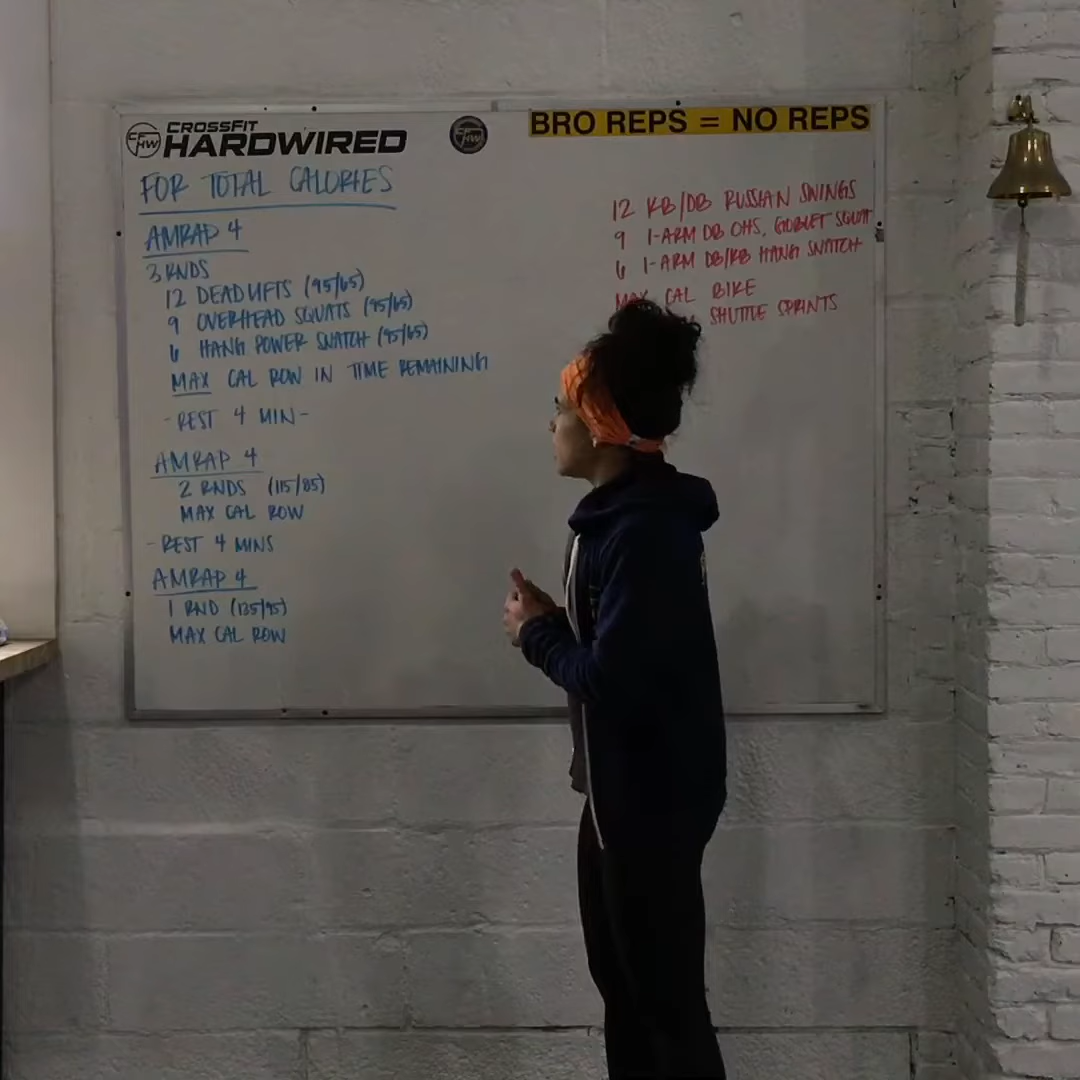 CROSSFIT
HARDWIRED
CF HW
CF HW
BRO REPS = NO REPS
FOR TOTAL CALORIES
AMRAP 4
3 RNDS
12 DEADLIFTS (95/65)
9 OVERHEAD SQUATS (95/65)
6 HANG POWER SNATCH (95/65)
MAX CAL ROW IN TIME REMAINING
- REST 4 MIN -
AMRAP 4
2 RNDS (115/85)
MAX CAL ROW
- REST 4 MINS
AMRAP 4
1 RND (135/95)
MAX CAL ROW
12 KB/DB RUSSIAN SWINGS
9 1-ARM DB OHS, GOBLET SQUAT
6 1-ARM DB/KB HANG SNATCH
MAX CAL BIKE
SHUTTLE SPRINTS